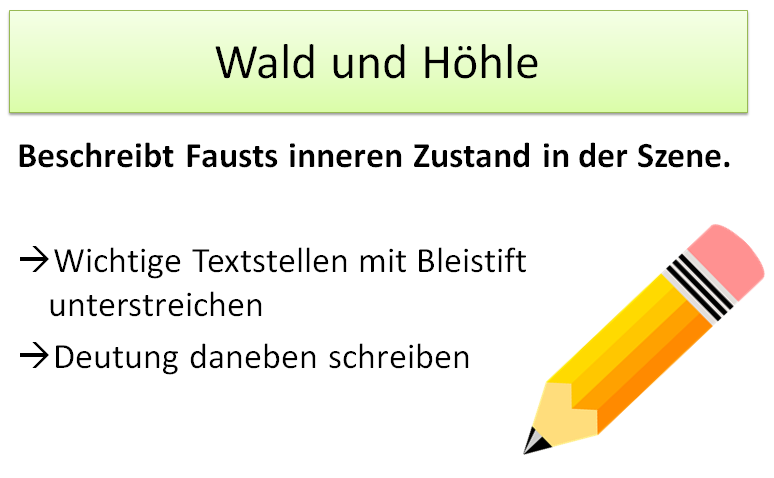 Wald und Höhle
Beschreibt Fausts inneren Zustand in der Szene.
→Wichtige Textstellen mit Bleistift
unterstreichen
→Deutung daneben schreiben